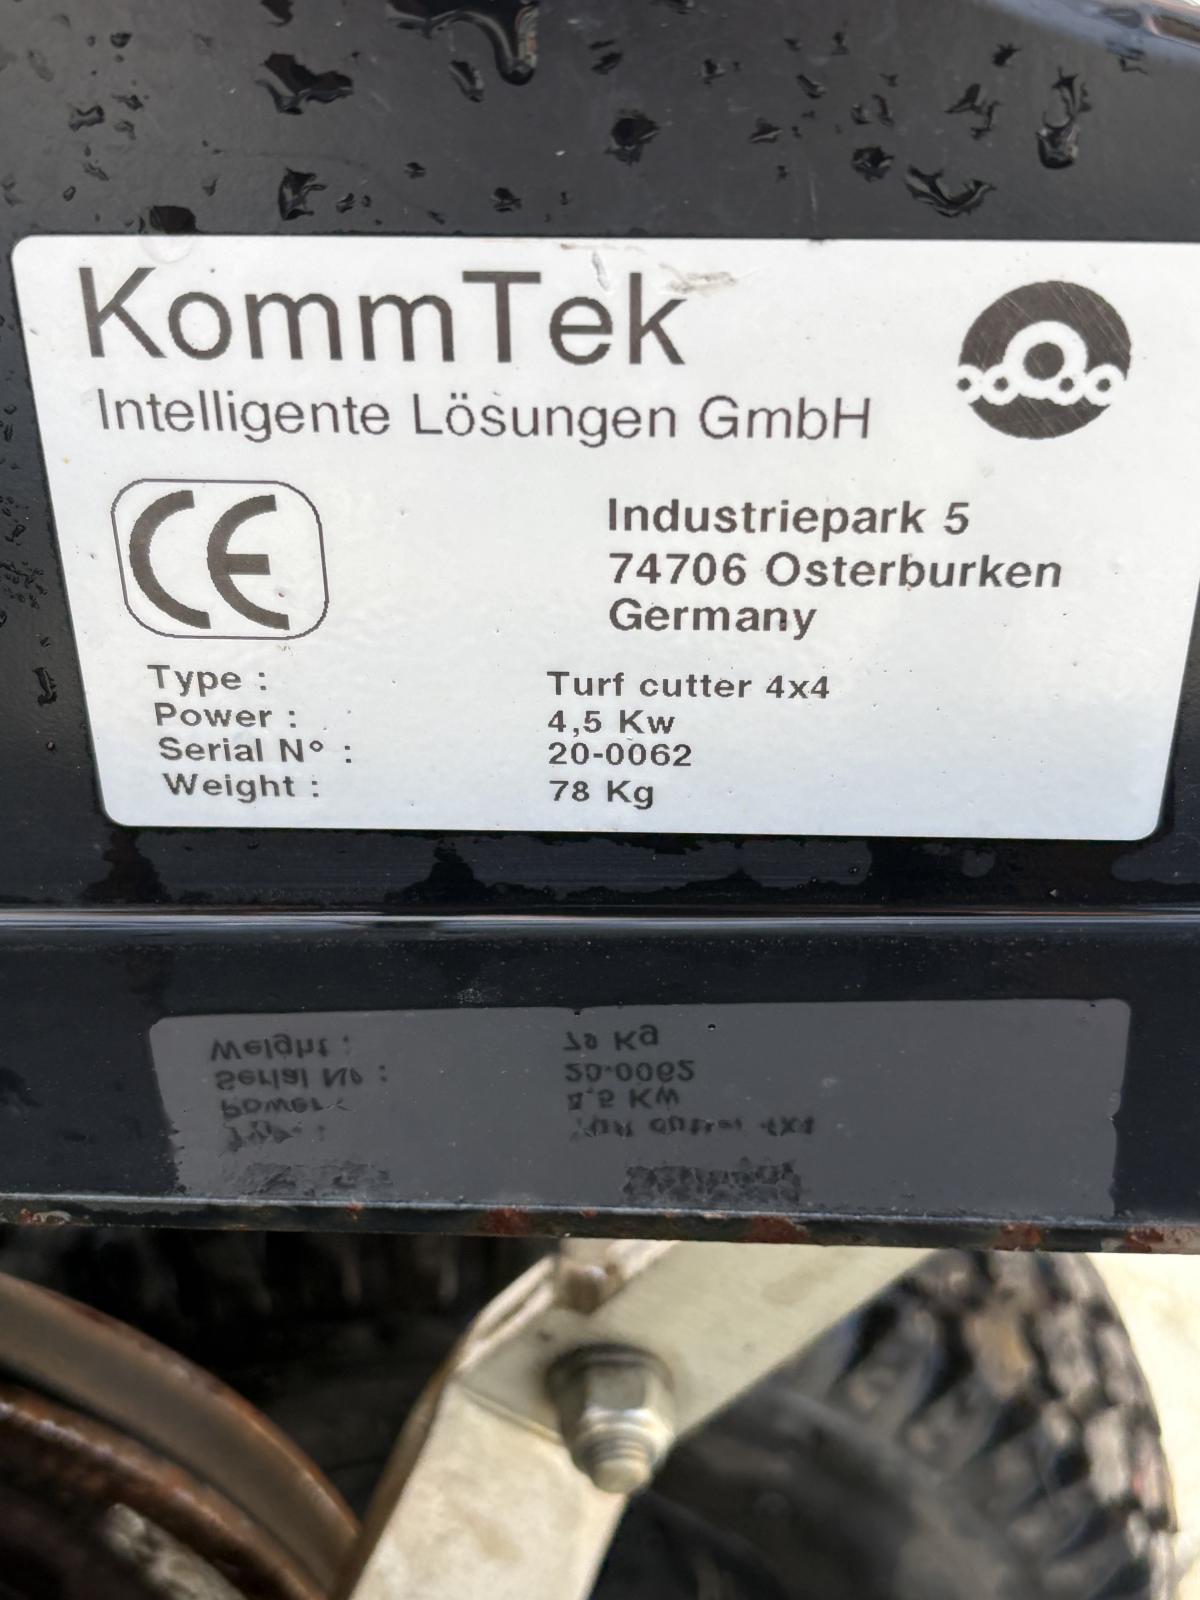 KommTek
Intelligente Lösungen GmbH
CE
Industriepark 5
74706 Osterburken
Germany
Type : Turf cutter 4x4
Power : 4,5 Kw
Serial N° : 20-0062
Weight : 78 Kg